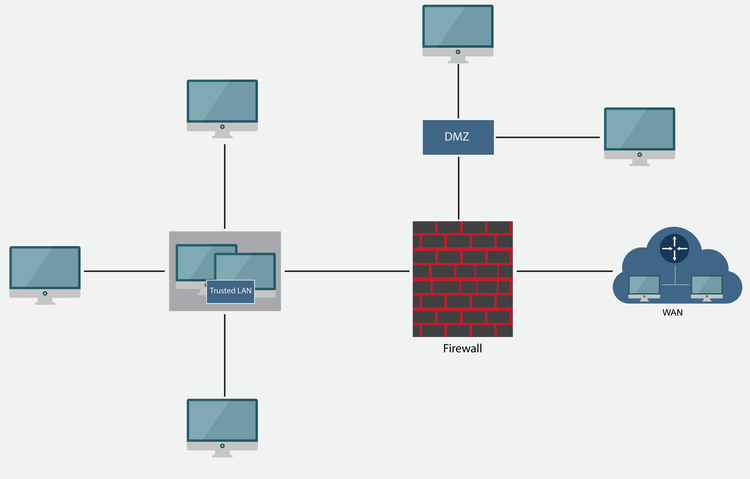 DMZ
Trusted LAN
WAN
Firewall